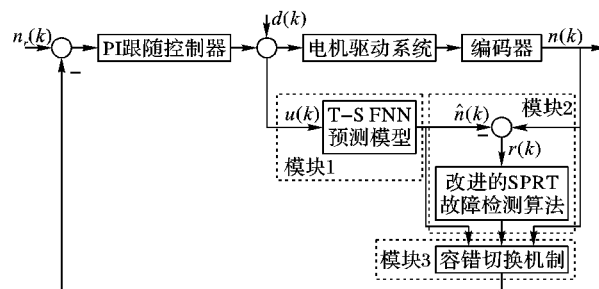 d(k)
n_r(k)
PI跟随控制器
电机驱动系统
编码器
n(k)
−
u(k)
T-S FNN
预测模型
n̂(k)
−
模块2
模块1
r(k)
改进的SPRT
故障检测算法
模块3
容错切换机制